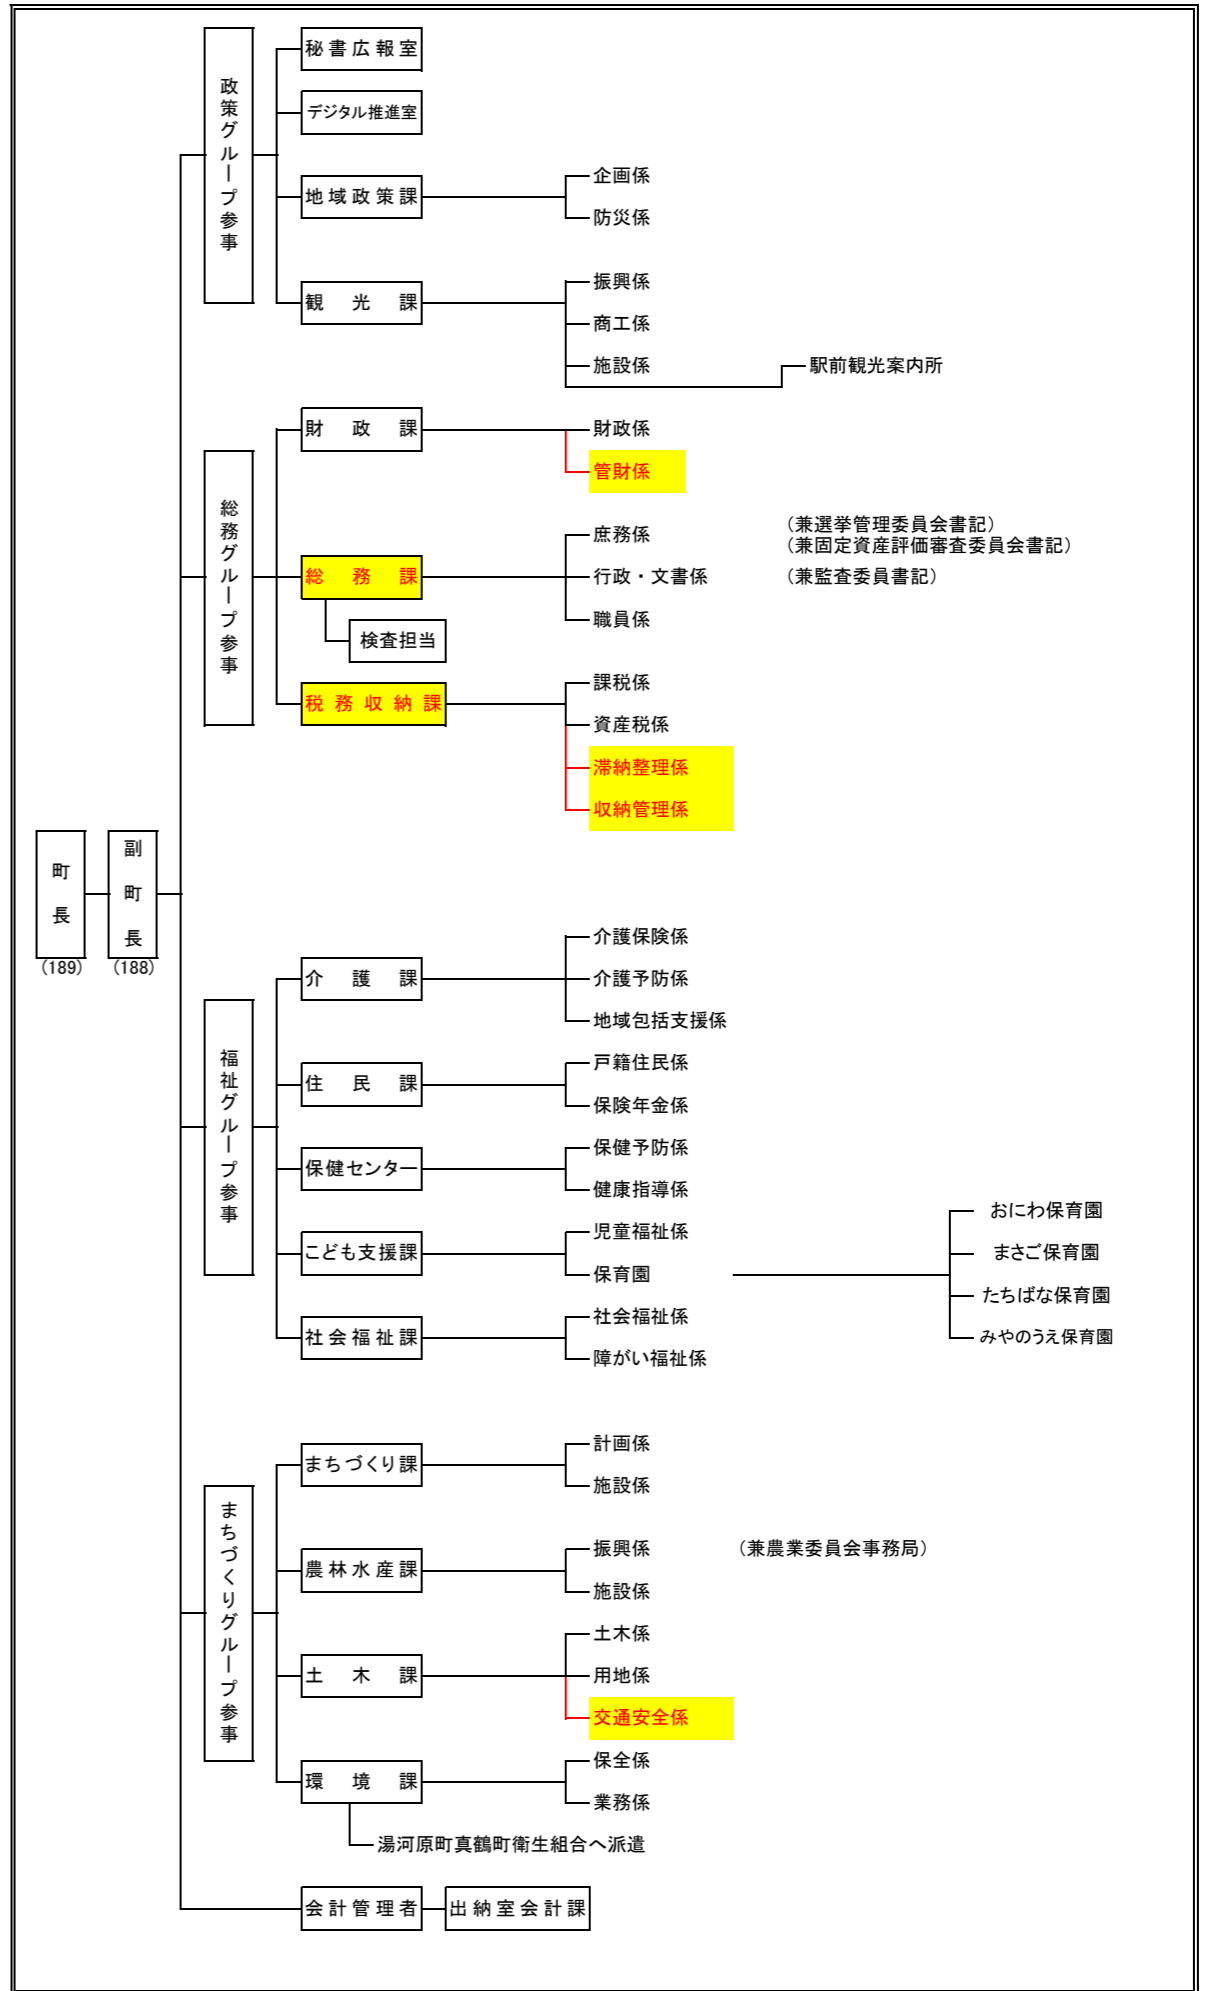 町長
(189)
副町長
(188)
政策グループ参事
秘書広報室
デジタル推進室
地域政策課
企画係
防災係
観光課
振興係
商工係
施設係
駅前観光案内所
総務グループ参事
財政課
財政係
管財係
総務課
庶務係
（兼選挙管理委員会書記）
（兼固定資産評価審査委員会書記）
行政・文書係
（兼監査委員書記）
職員係
検査担当
税務収納課
課税係
資産税係
滞納整理係
収納管理係
福祉グループ参事
介護課
介護保険係
介護予防係
地域包括支援係
住民課
戸籍住民係
保険年金係
保健センター
保健予防係
健康指導係
こども支援課
児童福祉係
保育園
おにわ保育園
まさご保育園
たちばな保育園
みやのうえ保育園
社会福祉課
社会福祉係
障がい福祉係
まちづくりグループ参事
まちづくり課
計画係
施設係
農林水産課
振興係
（兼農業委員会事務局）
施設係
土木課
土木係
用地係
交通安全係
環境課
保全係
業務係
湯河原町真鶴町衛生組合へ派遣
会計管理者
出納室会計課